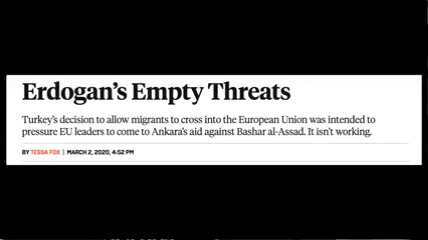 Erdogan's Empty Threats
Turkey's decision to allow migrants to cross into the European Union was intended to
pressure EU leaders to come to Ankara's aid against Bashar al-Assad. It isn't working.
BY TESSA FOX | MARCH 2, 2020, 4:52 PM